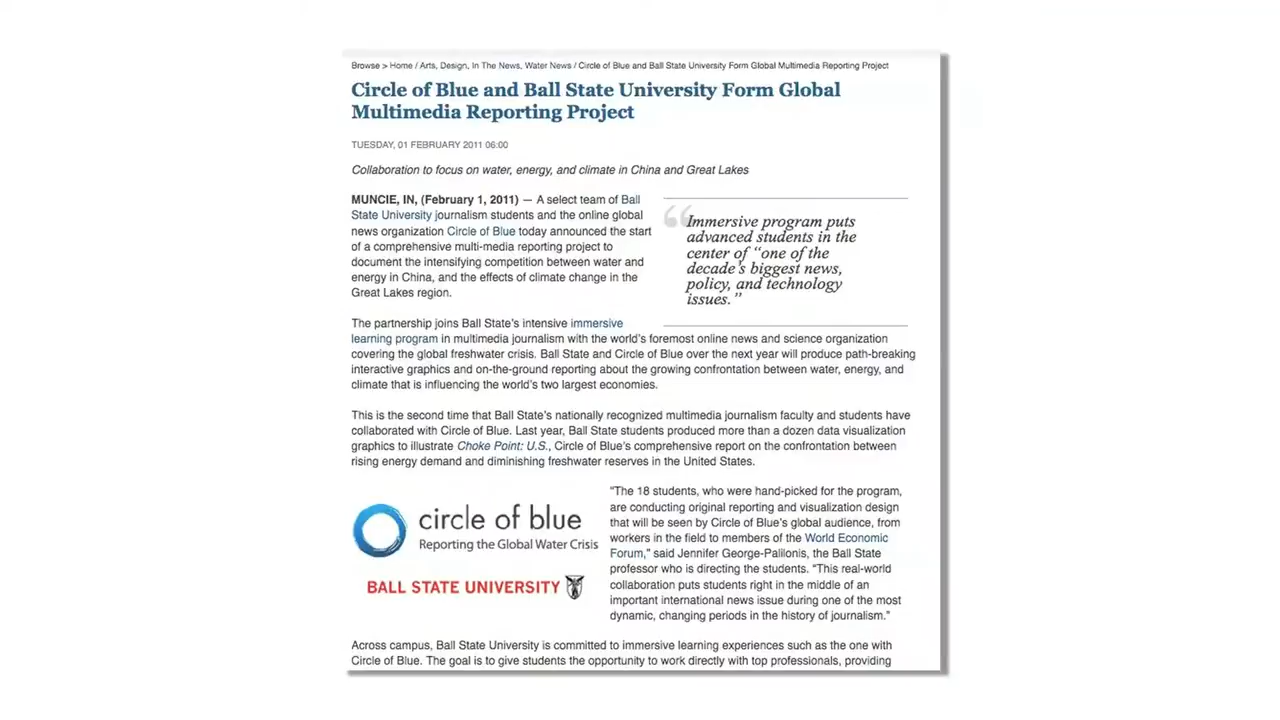 Browse > Home / Arts, Design, In The News, Water News / Circle of Blue and Ball State University Form Global Multimedia Reporting Project
Circle of Blue and Ball State University Form Global
Multimedia Reporting Project
TUESDAY, 01 FEBRUARY 2011 06:00
Collaboration to focus on water, energy, and climate in China and Great Lakes
MUNCIE, IN, (February 1, 2011) — A select team of Ball
State University journalism students and the online global
news organization Circle of Blue today announced the start
of a comprehensive multi-media reporting project to
document the intensifying competition between water and
energy in China, and the effects of climate change in the
Great Lakes region.
“Immersive program puts
advanced students in the
center of “one of the
decade’s biggest news,
policy, and technology
issues.”
The partnership joins Ball State’s intensive immersive
learning program in multimedia journalism with the world’s foremost online news and science organization
covering the global freshwater crisis. Ball State and Circle of Blue over the next year will produce path-breaking
interactive graphics and on-the-ground reporting about the growing confrontation between water, energy, and
climate that is influencing the world’s two largest economies.
This is the second time that Ball State’s nationally recognized multimedia journalism faculty and students have
collaborated with Circle of Blue. Last year, Ball State students produced more than a dozen data visualization
graphics to illustrate Choke Point: U.S., Circle of Blue’s comprehensive report on the confrontation between
rising energy demand and diminishing freshwater reserves in the United States.
circle of blue
Reporting the Global Water Crisis
BALL STATE UNIVERSITY
“The 18 students, who were hand-picked for the program,
are conducting original reporting and visualization design
that will be seen by Circle of Blue’s global audience, from
workers in the field to members of the World Economic
Forum,” said Jennifer George-Palilonis, the Ball State
professor who is directing the students. “This real-world
collaboration puts students right in the middle of an
important international news issue during one of the most
dynamic, changing periods in the history of journalism.”
Across campus, Ball State University is committed to immersive learning experiences such as the one with
Circle of Blue. The goal is to give students the opportunity to work directly with top professionals, providing